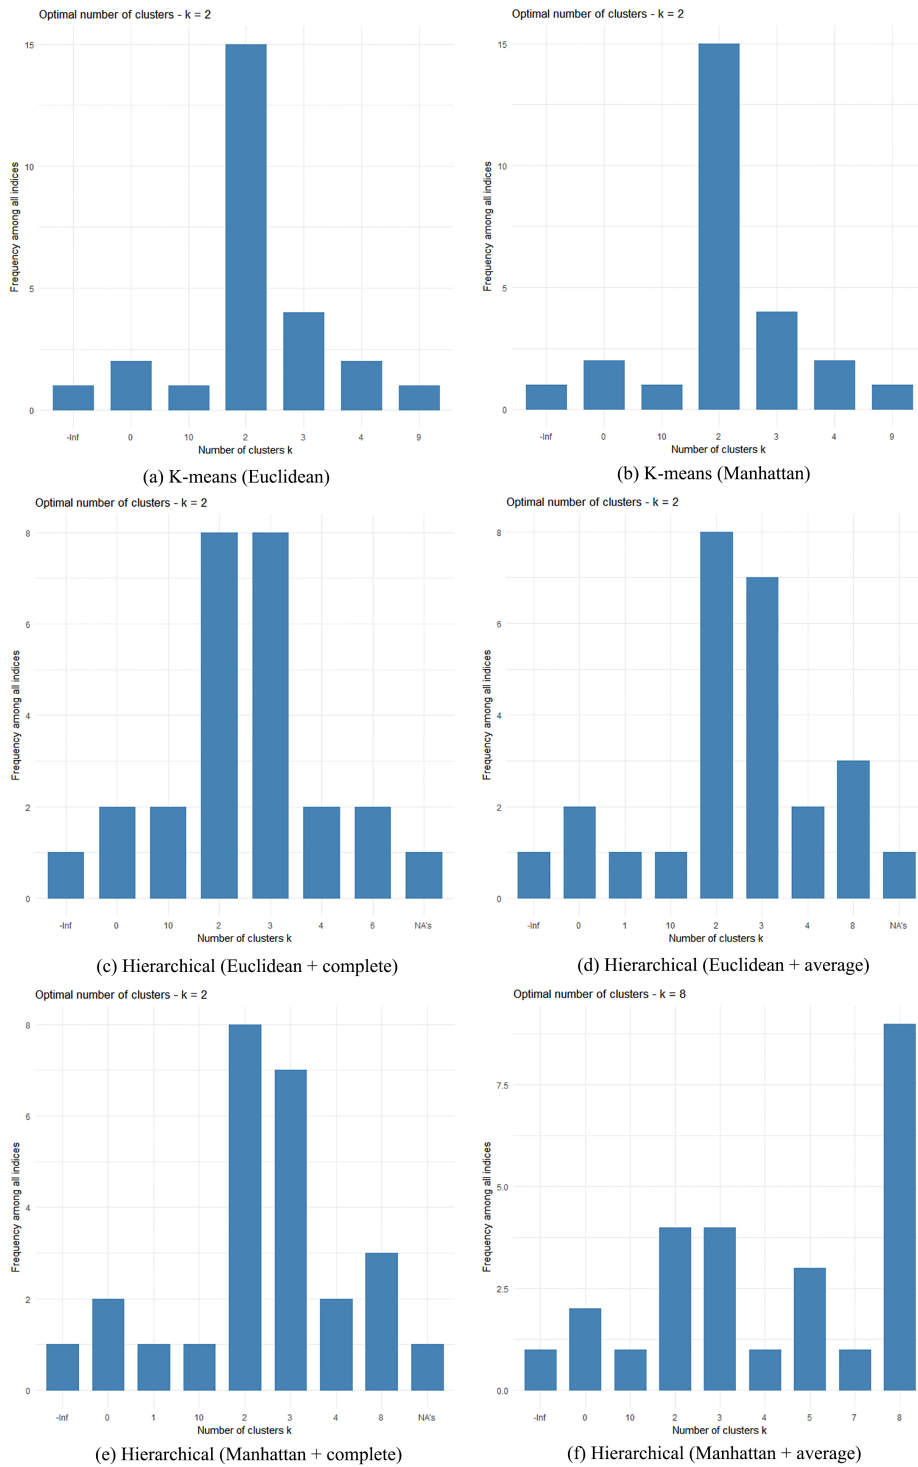 Optimal number of clusters - k = 2
15
10
5
0
Frequency among all indices
-Inf 0 10 2 3 4 9
Number of clusters k
(a) K-means (Euclidean)
Optimal number of clusters - k = 2
15
10
5
0
Frequency among all indices
-Inf 0 10 2 3 4 9
Number of clusters k
(b) K-means (Manhattan)
Optimal number of clusters - k = 2
8
6
4
2
0
Frequency among all indices
-Inf 0 10 2 3 4 6 NA's
Number of clusters k
(c) Hierarchical (Euclidean + complete)
Optimal number of clusters - k = 2
8
6
4
2
0
Frequency among all indices
-Inf 0 1 10 2 3 4 8 NA's
Number of clusters k
(d) Hierarchical (Euclidean + average)
Optimal number of clusters - k = 2
8
6
4
2
0
Frequency among all indices
-Inf 0 1 10 2 3 4 8 NA's
Number of clusters k
(e) Hierarchical (Manhattan + complete)
Optimal number of clusters - k = 8
7.5
5.0
2.5
0.0
Frequency among all indices
-Inf 0 10 2 3 4 5 7 8
Number of clusters k
(f) Hierarchical (Manhattan + average)